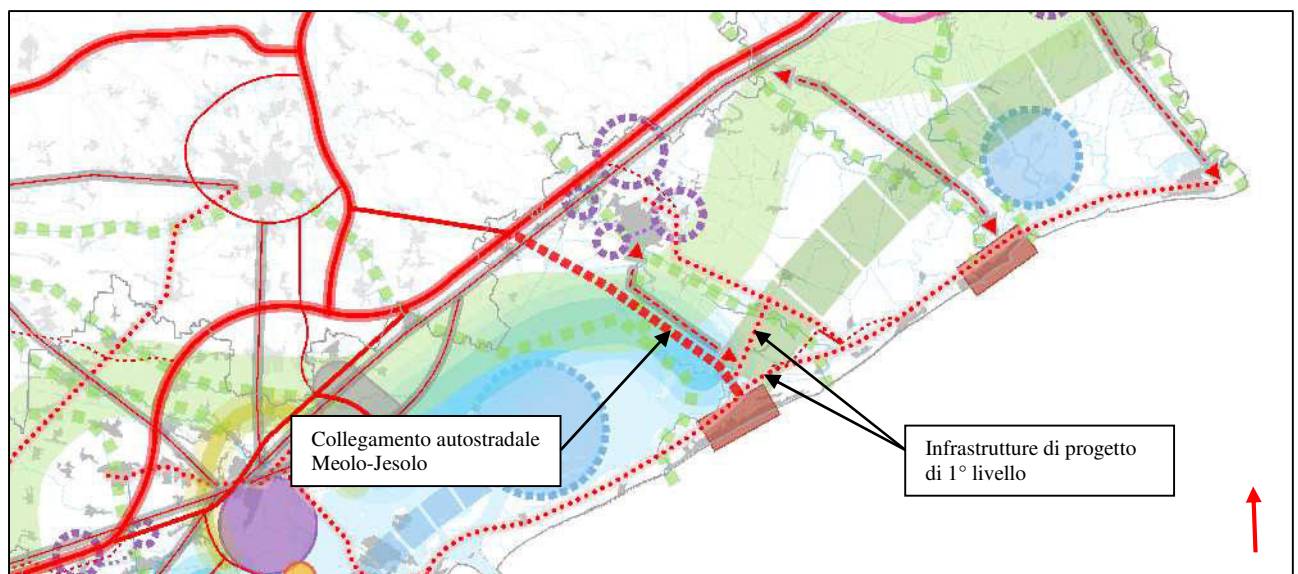 Collegamento autostradale
Meolo-Jesolo
Infrastrutture di progetto
di 1° livello